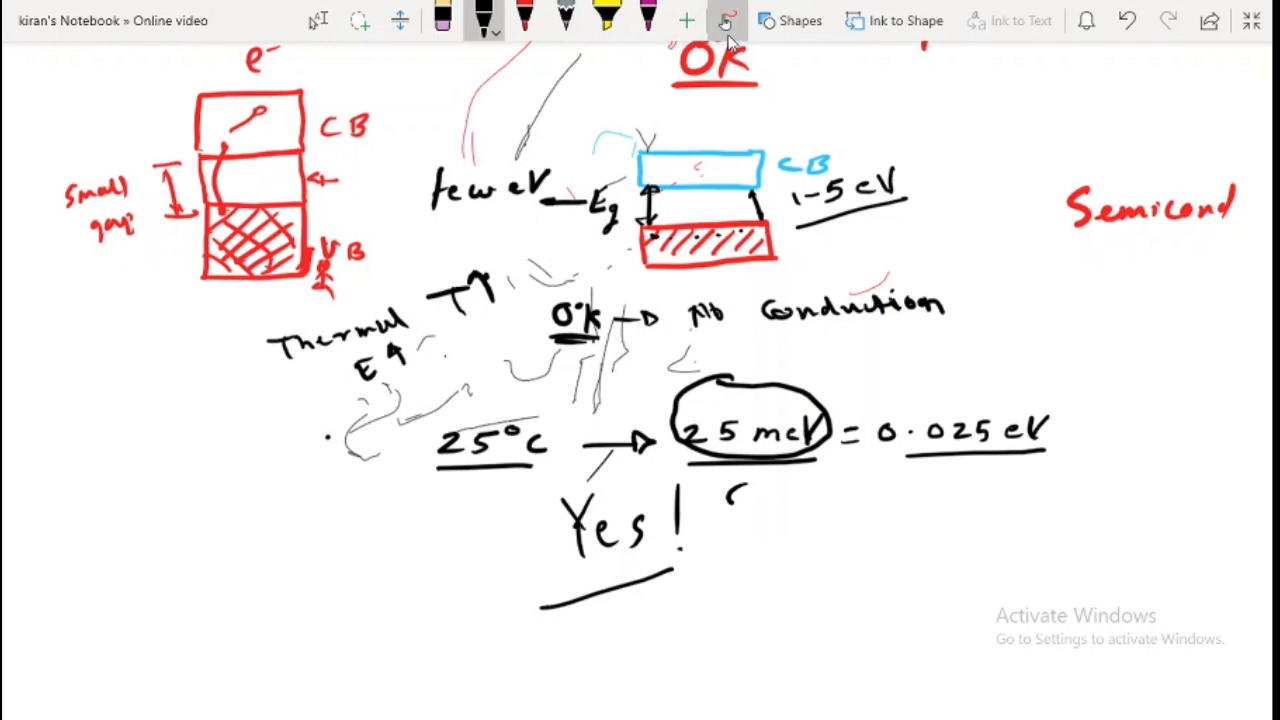 kiran's Notebook » Online video
Shapes
Ink to Shape
Ink to Text
e-
0k
CB
CB
few eV
Eg
1-5 eV
Small
gap
Semicond
VB
Thermal
E↑
T↑
0°k → No Conduction
25°C → 25 meV = 0.025 eV
Yes!
Activate Windows
Go to Settings to activate Windows.